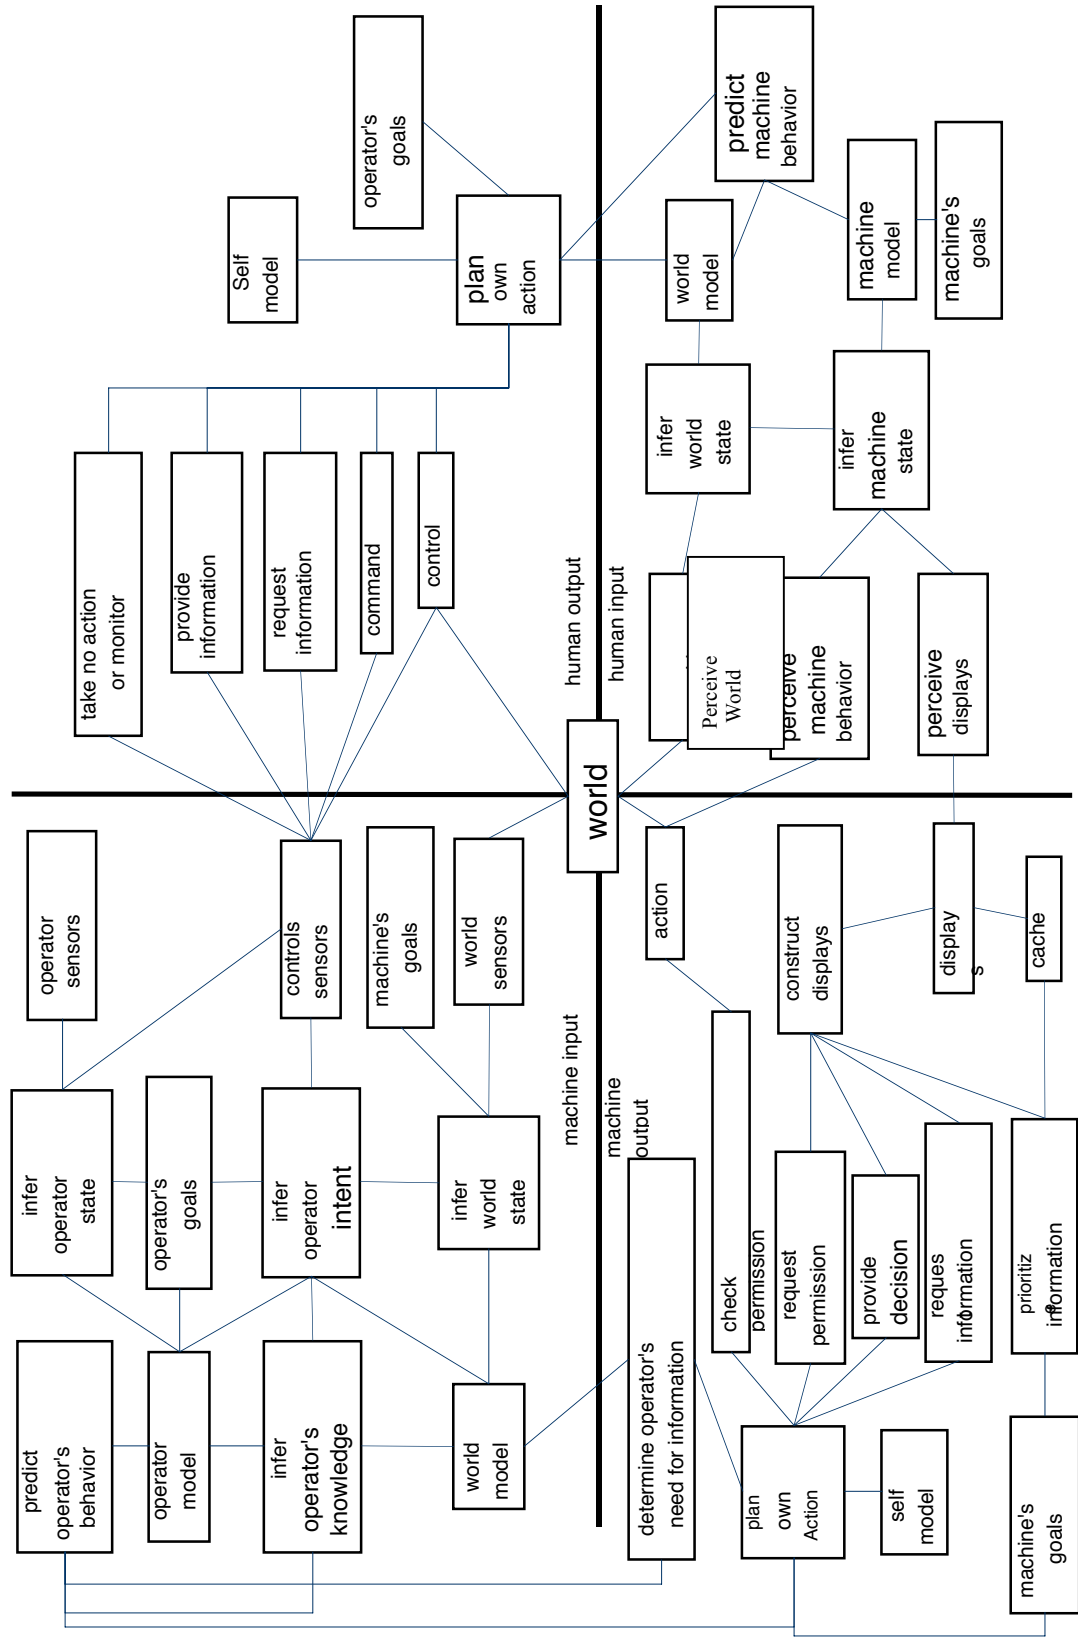 predict
operator's
behavior
infer
operator
state
operator
sensors
operator
model
operator's
goals
infer
operator's
knowledge
infer
operator
intent
controls
sensors
machine's
goals
world
model
infer
world
state
world
sensors
machine input
take no action
or monitor
provide
information
request
information
command
control
Self
model
operator's
goals
plan
own
action
human output
world
machine
output
determine operator's
need for information
check
permission
action
plan
own
Action
request
permission
construct
displays
provide
decision
self
model
reques
information
display
s
machine's
goals
prioritiz
e
information
cache
human input
Perceive
World
infer
world
state
world
model
predict
machine
behavior
perceive
machine
behavior
infer
machine
state
machine
model
perceive
displays
machine's
goals